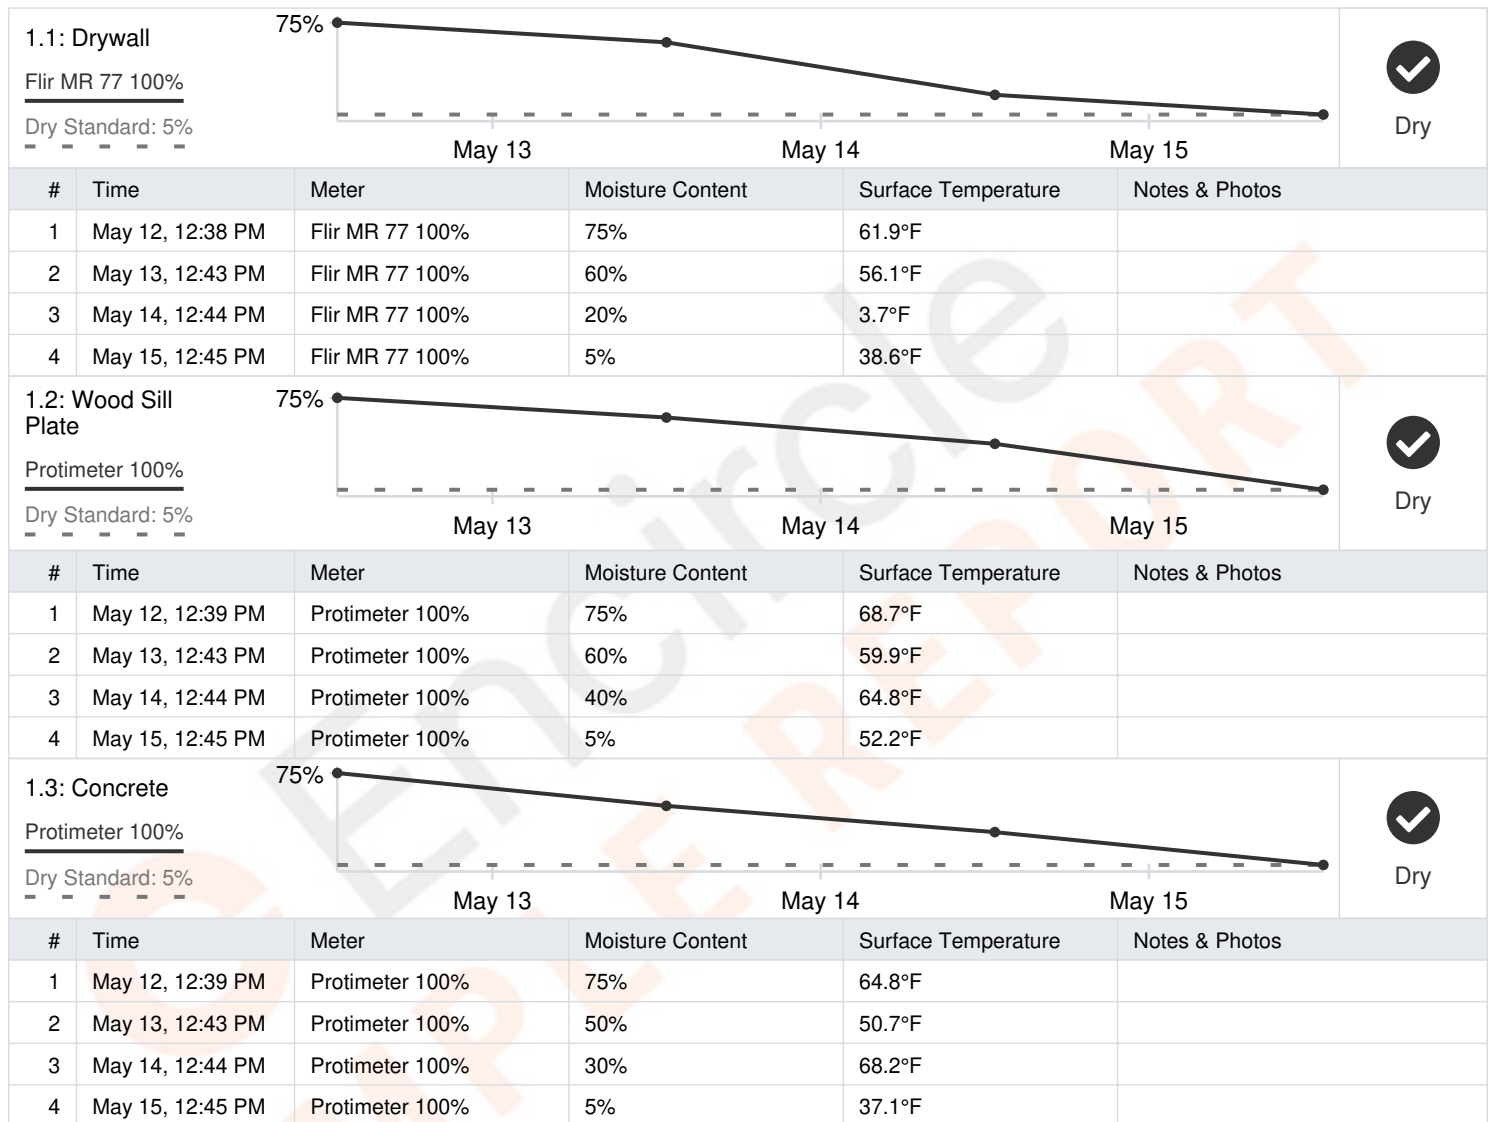 1.1: Drywall
75%
Flir MR 77 100%
Dry Standard: 5%
May 13 May 14 May 15
Dry
# Time Meter Moisture Content Surface Temperature Notes & Photos
1 May 12, 12:38 PM Flir MR 77 100% 75% 61.9°F
2 May 13, 12:43 PM Flir MR 77 100% 60% 56.1°F
3 May 14, 12:44 PM Flir MR 77 100% 20% 3.7°F
4 May 15, 12:45 PM Flir MR 77 100% 5% 38.6°F
1.2: Wood Sill
Plate
75%
Protimeter 100%
Dry Standard: 5%
May 13 May 14 May 15
Dry
# Time Meter Moisture Content Surface Temperature Notes & Photos
1 May 12, 12:39 PM Protimeter 100% 75% 68.7°F
2 May 13, 12:43 PM Protimeter 100% 60% 59.9°F
3 May 14, 12:44 PM Protimeter 100% 40% 64.8°F
4 May 15, 12:45 PM Protimeter 100% 5% 52.2°F
1.3: Concrete
75%
Protimeter 100%
Dry Standard: 5%
May 13 May 14 May 15
Dry
# Time Meter Moisture Content Surface Temperature Notes & Photos
1 May 12, 12:39 PM Protimeter 100% 75% 64.8°F
2 May 13, 12:43 PM Protimeter 100% 50% 50.7°F
3 May 14, 12:44 PM Protimeter 100% 30% 68.2°F
4 May 15, 12:45 PM Protimeter 100% 5% 37.1°F
Encircle
MPLE REPORT